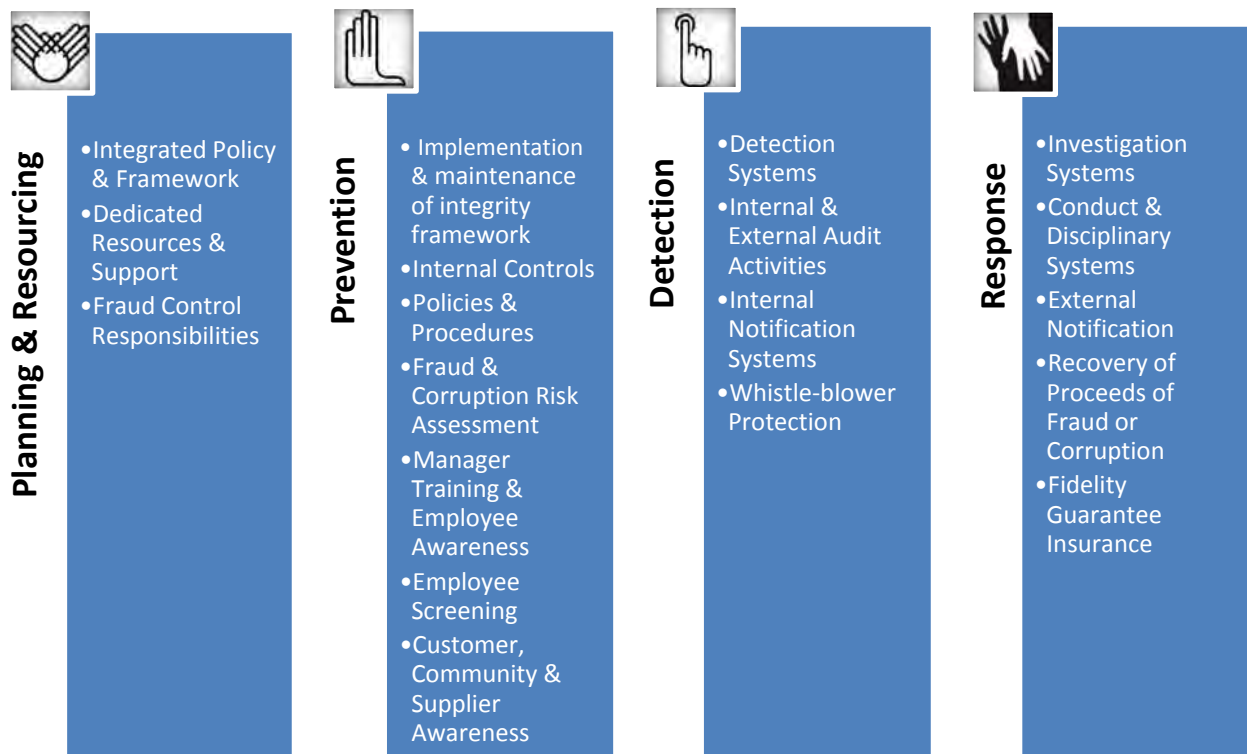 Planning & Resourcing
•Integrated Policy
& Framework
•Dedicated
Resources &
Support
•Fraud Control
Responsibilities
Prevention
• Implementation
& maintenance
of integrity
framework
•Internal Controls
•Policies &
Procedures
•Fraud &
Corruption Risk
Assessment
•Manager
Training &
Employee
Awareness
•Employee
Screening
•Customer,
Community &
Supplier
Awareness
Detection
•Detection
Systems
•Internal &
External Audit
Activities
•Internal
Notification
Systems
•Whistle-blower
Protection
Response
•Investigation
Systems
•Conduct &
Disciplinary
Systems
•External
Notification
•Recovery of
Proceeds of
Fraud or
Corruption
•Fidelity
Guarantee
Insurance